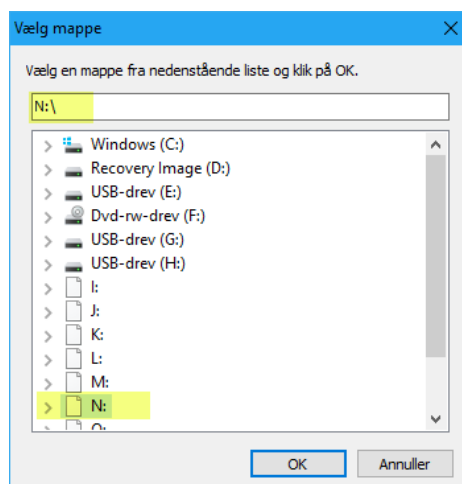 Vælg mappe
Vælg en mappe fra nedenstående liste og klik på OK.
N:\
Windows (C:)
Recovery Image (D:)
USB-drev (E:)
Dvd-rw-drev (F:)
USB-drev (G:)
USB-drev (H:)
I:
J:
K:
L:
M:
N:
OK Annuller